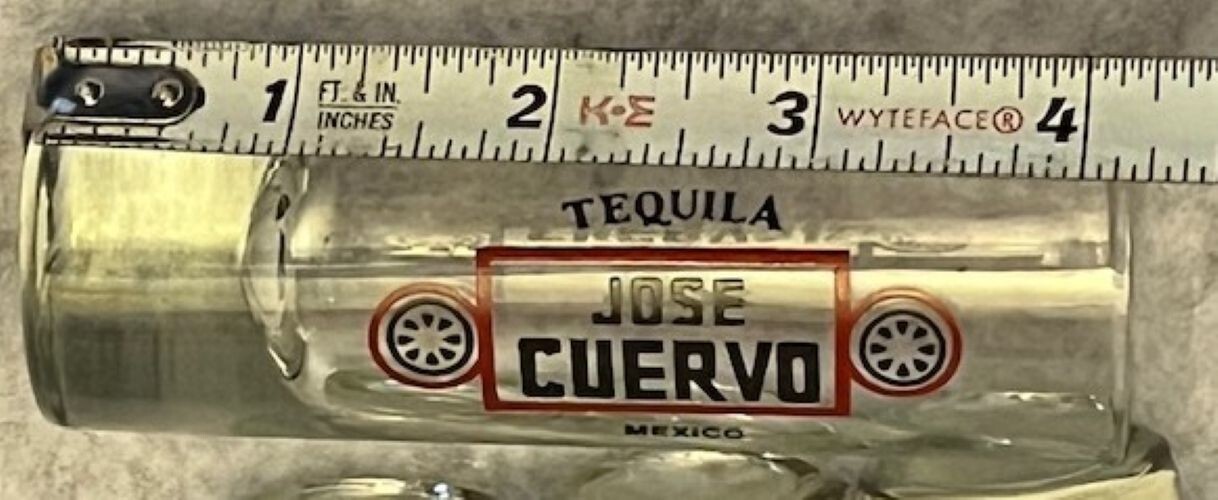 1 FT. & IN. 2 K·E 3 WYTEFACE® 4
INCHES
TEQUILA
JOSE
CUERVO
MEXICO